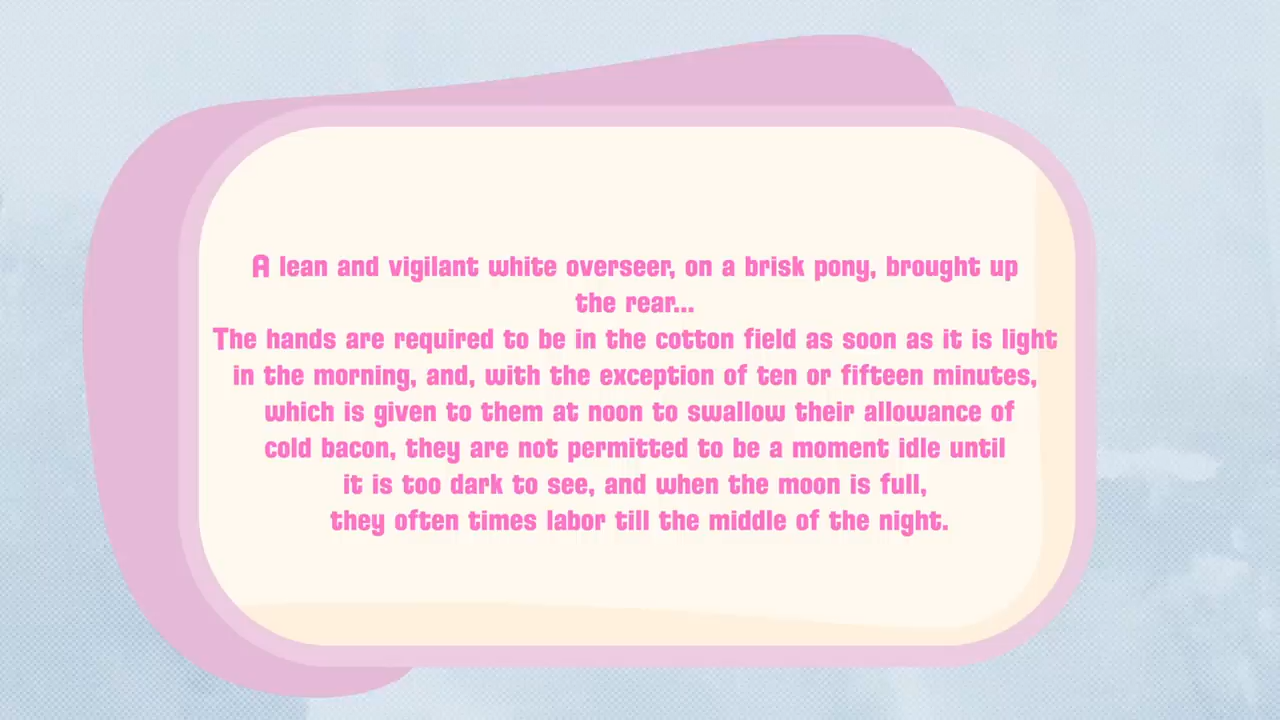 A lean and vigilant white overseer, on a brisk pony, brought up
the rear...
The hands are required to be in the cotton field as soon as it is light
in the morning, and, with the exception of ten or fifteen minutes,
which is given to them at noon to swallow their allowance of
cold bacon, they are not permitted to be a moment idle until
it is too dark to see, and when the moon is full,
they often times labor till the middle of the night.